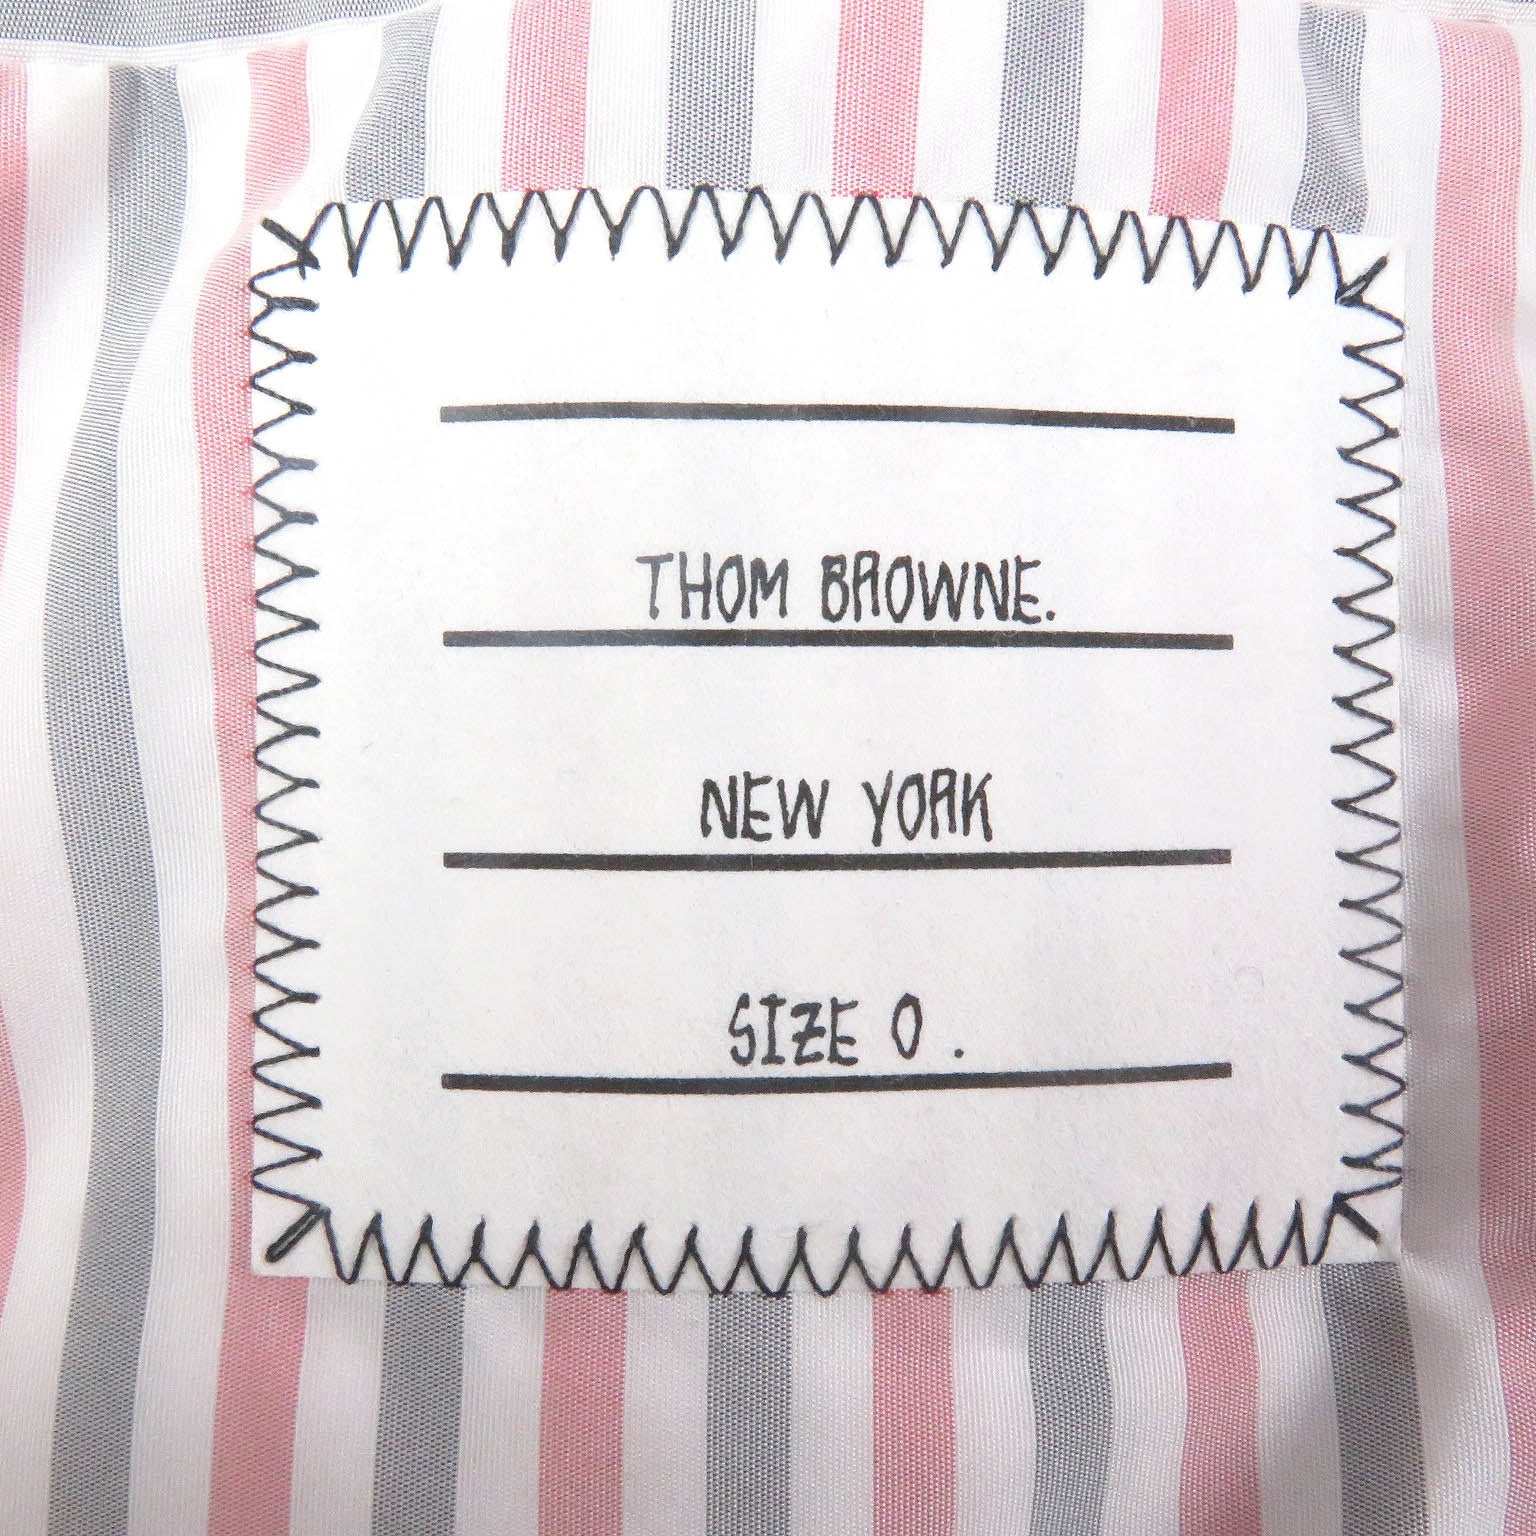 THOM BROWNE.
NEW YORK
SIZE 0.